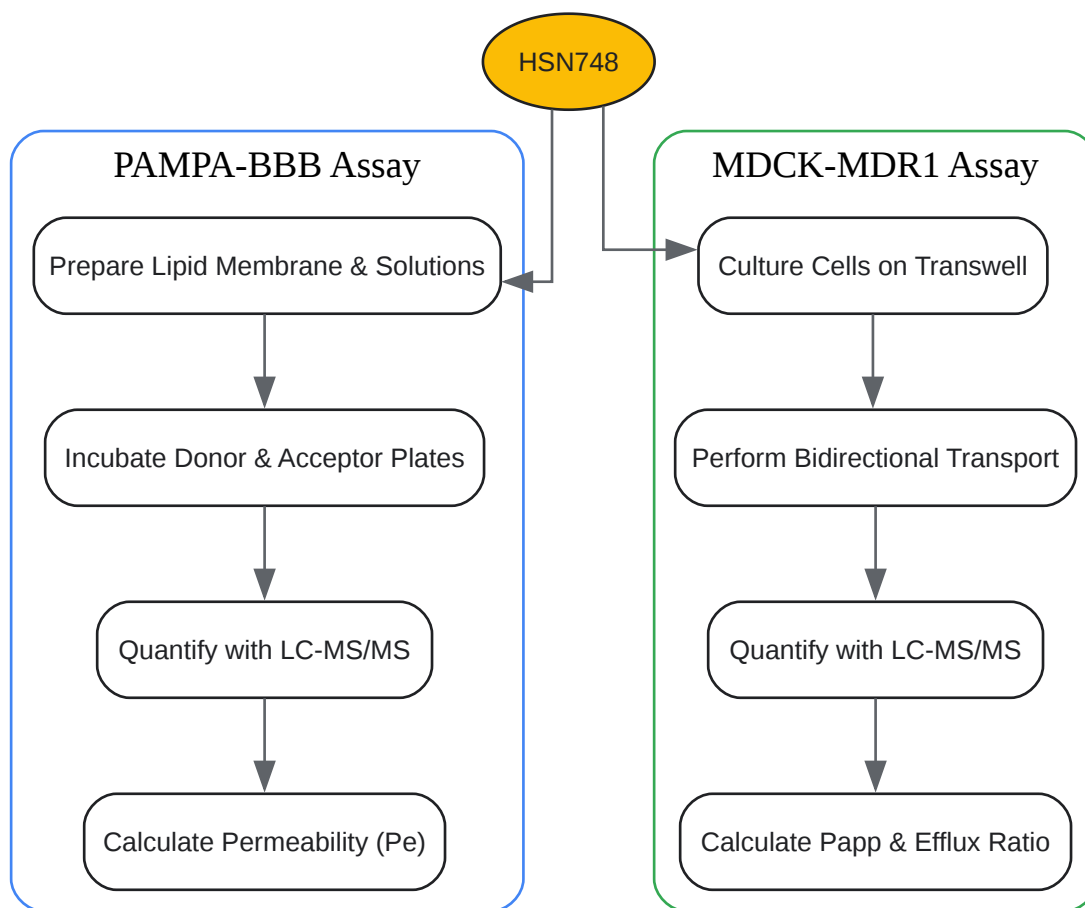 HSN748
PAMPA-BBB Assay
Prepare Lipid Membrane & Solutions
Incubate Donor & Acceptor Plates
Quantify with LC-MS/MS
Calculate Permeability (Pe)
MDCK-MDR1 Assay
Culture Cells on Transwell
Perform Bidirectional Transport
Quantify with LC-MS/MS
Calculate Papp & Efflux Ratio